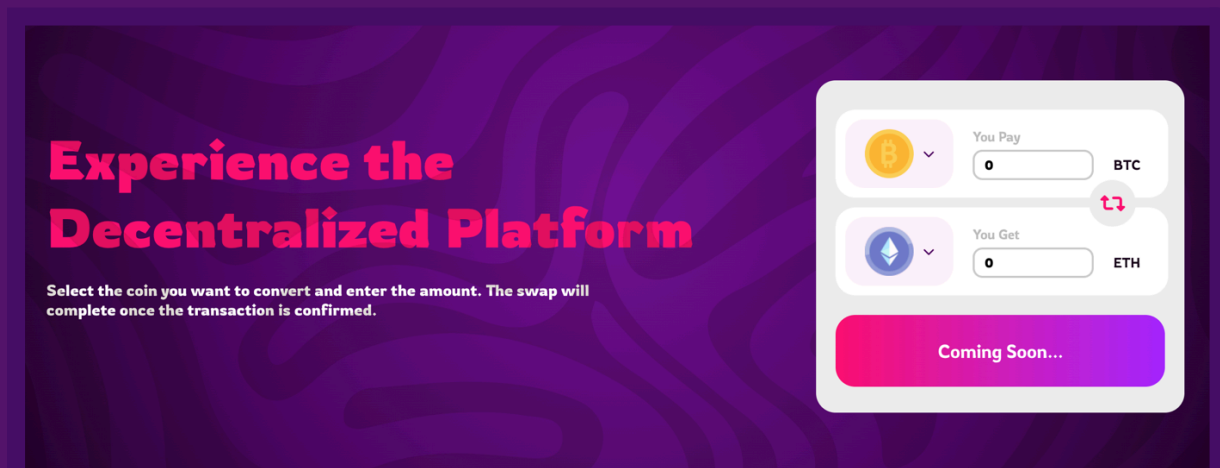 Experience the
Decentralized Platform
Select the coin you want to convert and enter the amount. The swap will
complete once the transaction is confirmed.
You Pay
0
BTC
You Get
0
ETH
Coming Soon...